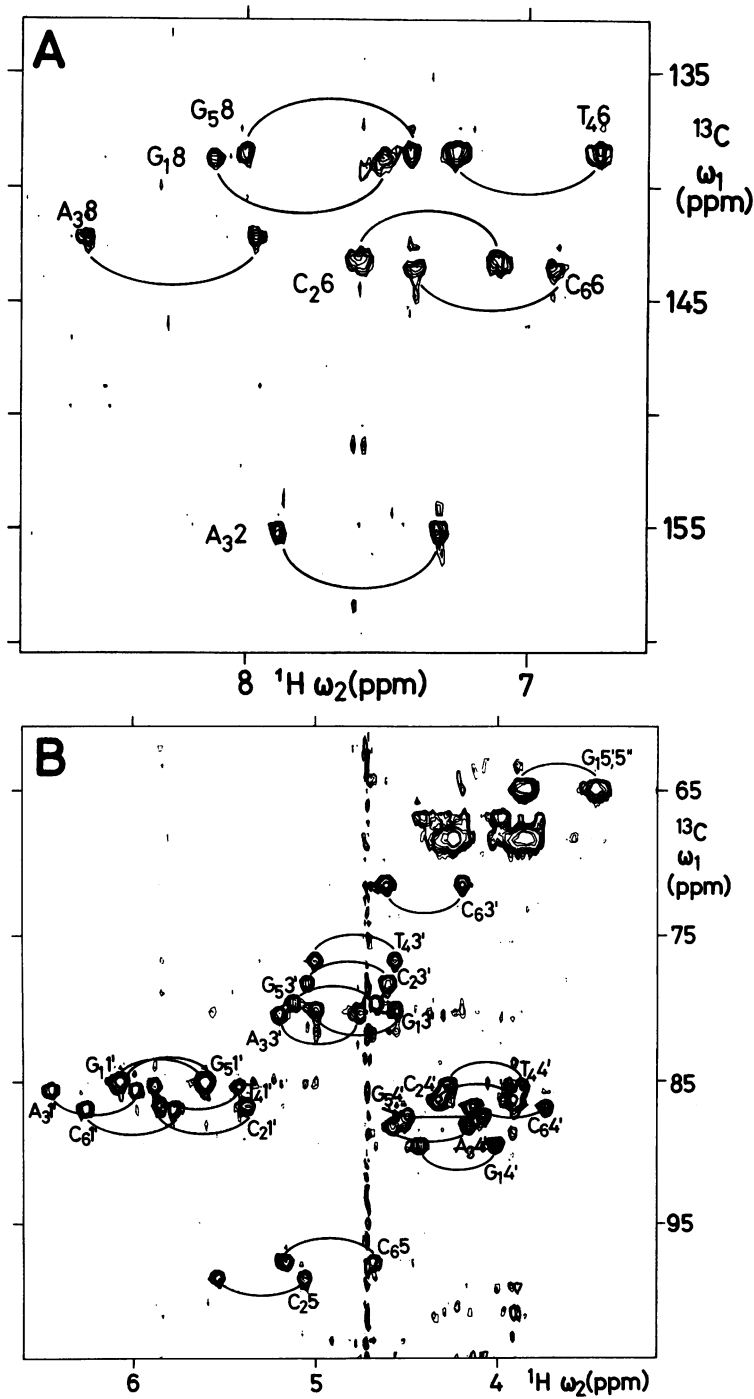 A
135
G₅8
T₄6
¹³C
G₁8
ω₁
(ppm)
A₃8
C₂6
C₆6
145
A₃2
155
8 ¹H ω₂(ppm) 7
B
G₁5',5"
65
¹³C
ω₁
(ppm)
C₆3'
75
T₄3'
G₅3'
C₂3'
A₃3'
G₁3'
G₁1'
G₅1'
C₂4'
T₄4'
85
A₃1'
T₄1'
G₅4'
C₆1'
C₂1'
C₆4'
A₃4'
G₁4'
95
C₆5
C₂5
6 5 4 ¹H ω₂(ppm)